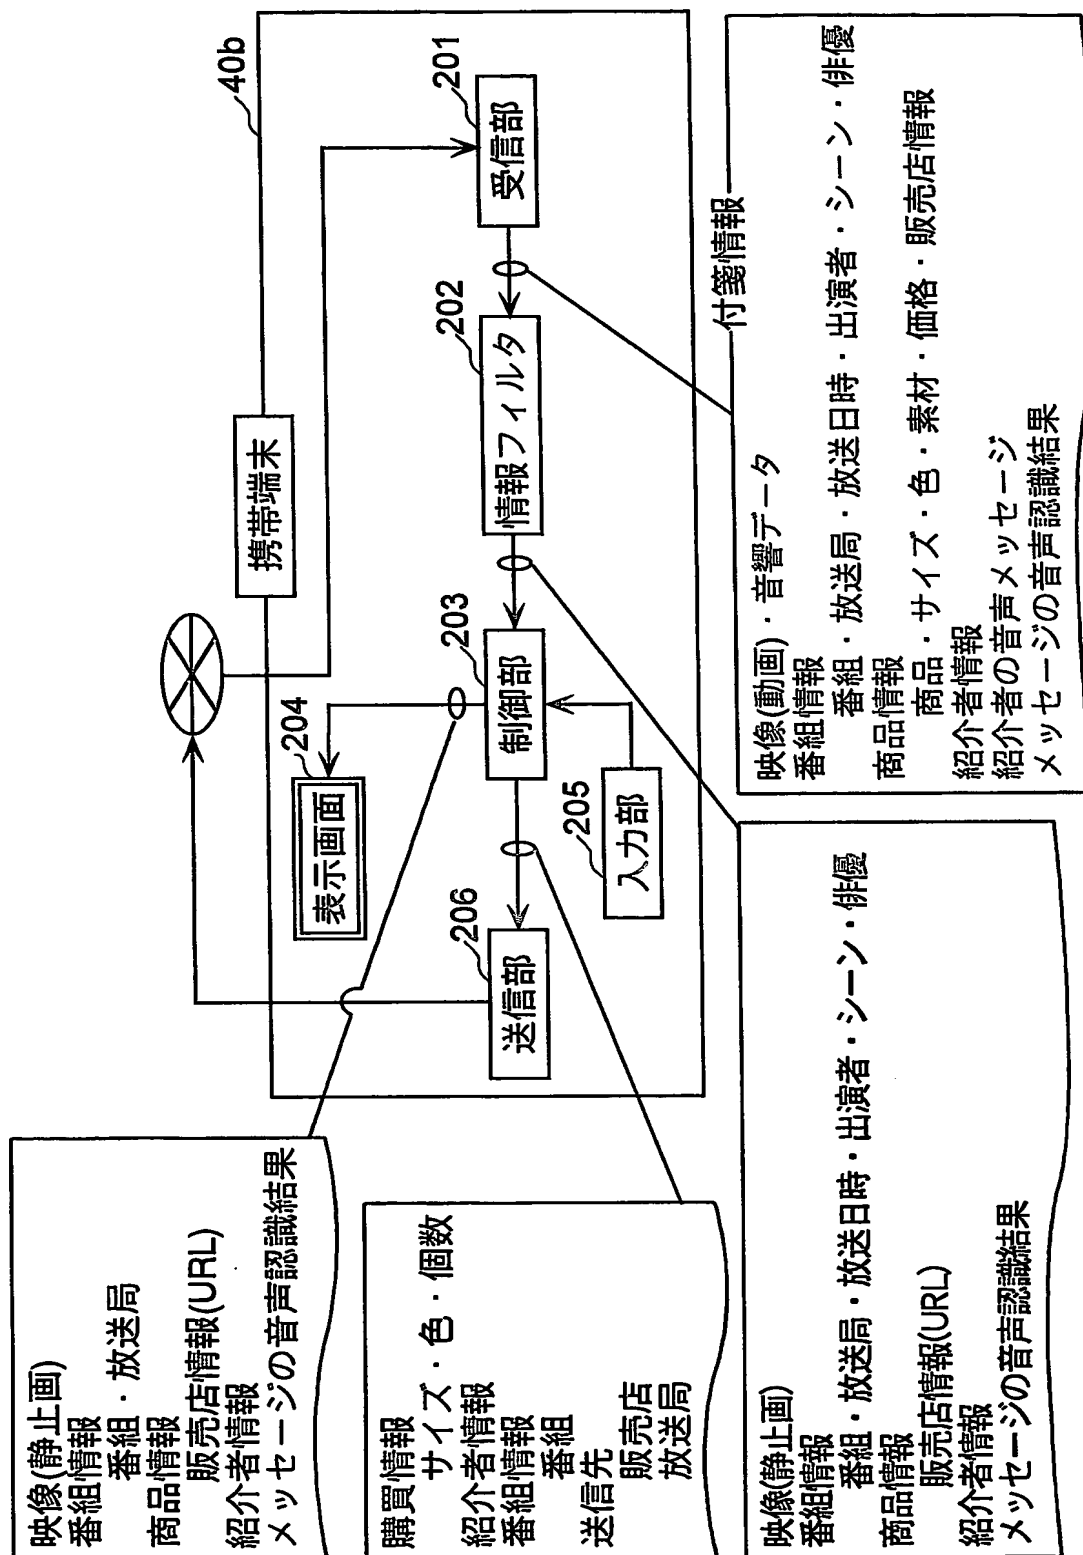 携帯端末
40b
受信部
201
情報フィルタ
202
制御部
203
表示画面
204
入力部
205
送信部
206
映像(静止画)
番組情報
番組・放送局
商品情報
販売店情報(URL)
紹介者情報
メッセージの音声認識結果
購買情報
サイズ・色・個数
紹介者情報
番組情報
番組
送信先
販売店
放送局
映像(静止画)
番組情報
番組・放送局・放送日時・出演者・シーン・俳優
商品情報
販売店情報(URL)
紹介者情報
メッセージの音声認識結果
付箋情報
映像(動画)・音響データ
番組情報
番組・放送局・放送日時・出演者・シーン・俳優
商品情報
商品・サイズ・色・素材・価格・販売店情報
紹介者情報
紹介者の音声メッセージ
メッセージの音声認識結果